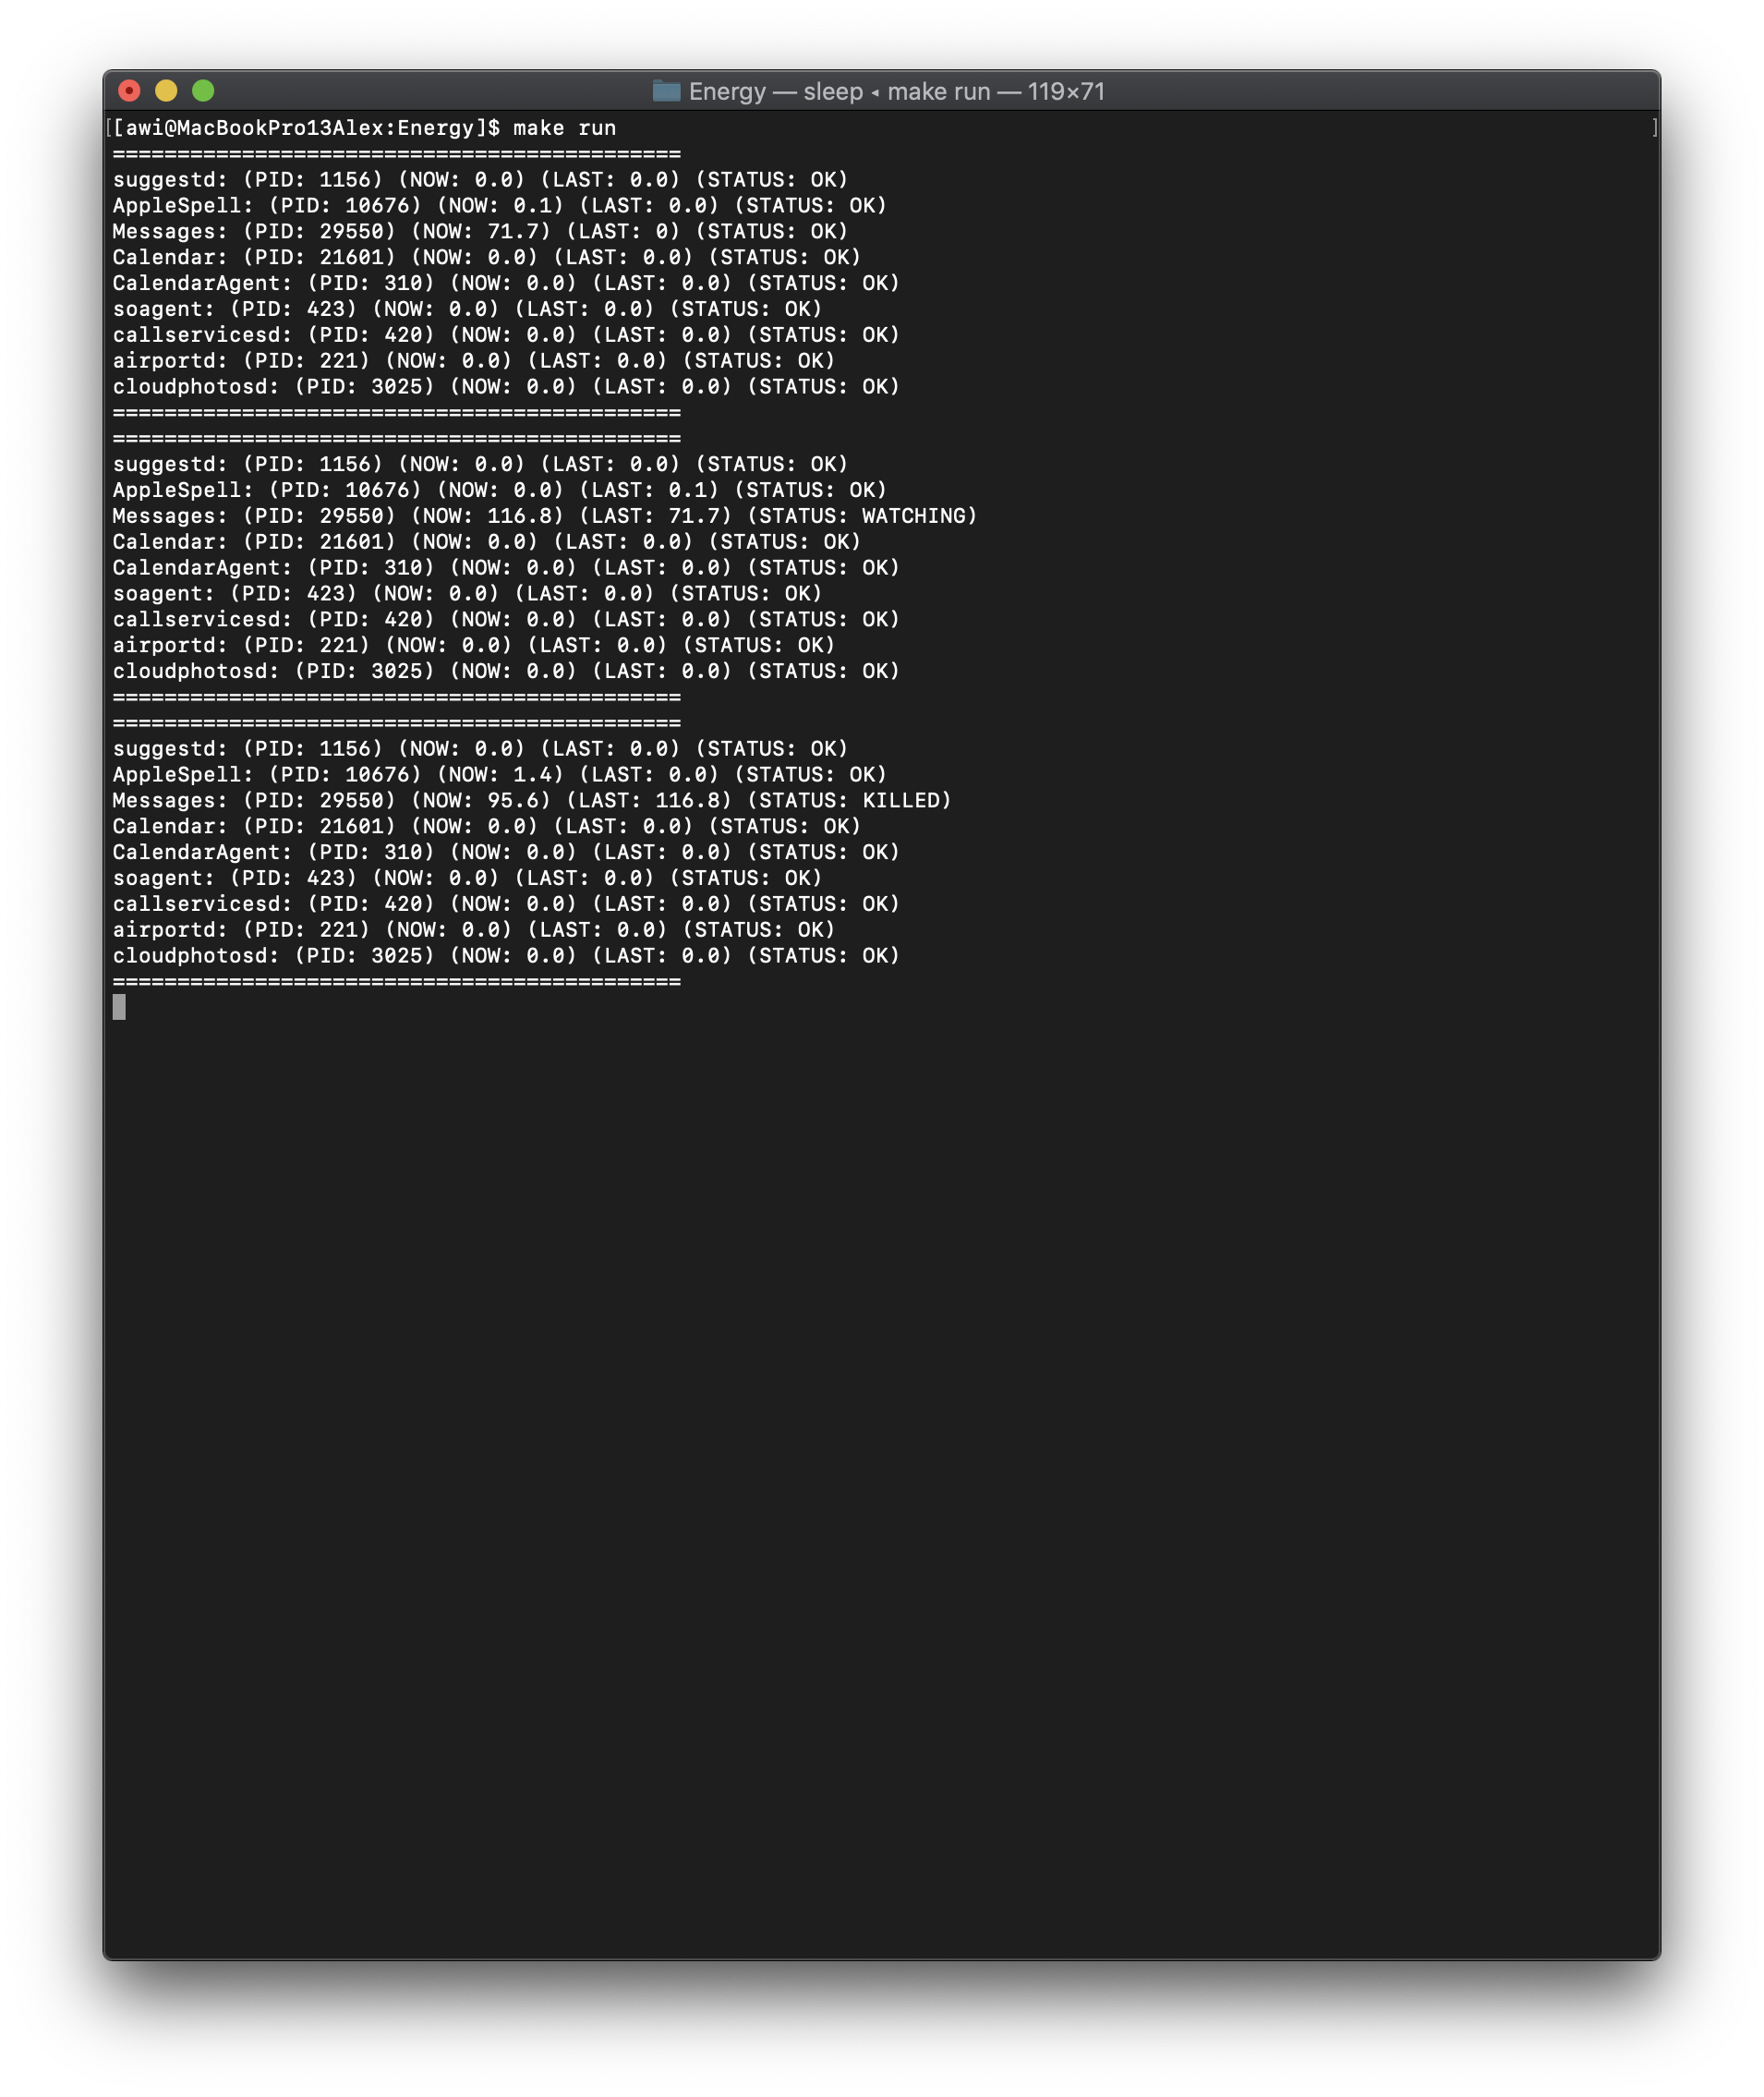 Energy — sleep ◂ make run — 119×71
[[awi@MacBookPro13Alex:Energy]$ make run ]
============================================
suggestd: (PID: 1156) (NOW: 0.0) (LAST: 0.0) (STATUS: OK)
AppleSpell: (PID: 10676) (NOW: 0.1) (LAST: 0.0) (STATUS: OK)
Messages: (PID: 29550) (NOW: 71.7) (LAST: 0) (STATUS: OK)
Calendar: (PID: 21601) (NOW: 0.0) (LAST: 0.0) (STATUS: OK)
CalendarAgent: (PID: 310) (NOW: 0.0) (LAST: 0.0) (STATUS: OK)
soagent: (PID: 423) (NOW: 0.0) (LAST: 0.0) (STATUS: OK)
callservicesd: (PID: 420) (NOW: 0.0) (LAST: 0.0) (STATUS: OK)
airportd: (PID: 221) (NOW: 0.0) (LAST: 0.0) (STATUS: OK)
cloudphotosd: (PID: 3025) (NOW: 0.0) (LAST: 0.0) (STATUS: OK)
============================================
============================================
suggestd: (PID: 1156) (NOW: 0.0) (LAST: 0.0) (STATUS: OK)
AppleSpell: (PID: 10676) (NOW: 0.0) (LAST: 0.1) (STATUS: OK)
Messages: (PID: 29550) (NOW: 116.8) (LAST: 71.7) (STATUS: WATCHING)
Calendar: (PID: 21601) (NOW: 0.0) (LAST: 0.0) (STATUS: OK)
CalendarAgent: (PID: 310) (NOW: 0.0) (LAST: 0.0) (STATUS: OK)
soagent: (PID: 423) (NOW: 0.0) (LAST: 0.0) (STATUS: OK)
callservicesd: (PID: 420) (NOW: 0.0) (LAST: 0.0) (STATUS: OK)
airportd: (PID: 221) (NOW: 0.0) (LAST: 0.0) (STATUS: OK)
cloudphotosd: (PID: 3025) (NOW: 0.0) (LAST: 0.0) (STATUS: OK)
============================================
============================================
suggestd: (PID: 1156) (NOW: 0.0) (LAST: 0.0) (STATUS: OK)
AppleSpell: (PID: 10676) (NOW: 1.4) (LAST: 0.0) (STATUS: OK)
Messages: (PID: 29550) (NOW: 95.6) (LAST: 116.8) (STATUS: KILLED)
Calendar: (PID: 21601) (NOW: 0.0) (LAST: 0.0) (STATUS: OK)
CalendarAgent: (PID: 310) (NOW: 0.0) (LAST: 0.0) (STATUS: OK)
soagent: (PID: 423) (NOW: 0.0) (LAST: 0.0) (STATUS: OK)
callservicesd: (PID: 420) (NOW: 0.0) (LAST: 0.0) (STATUS: OK)
airportd: (PID: 221) (NOW: 0.0) (LAST: 0.0) (STATUS: OK)
cloudphotosd: (PID: 3025) (NOW: 0.0) (LAST: 0.0) (STATUS: OK)
============================================